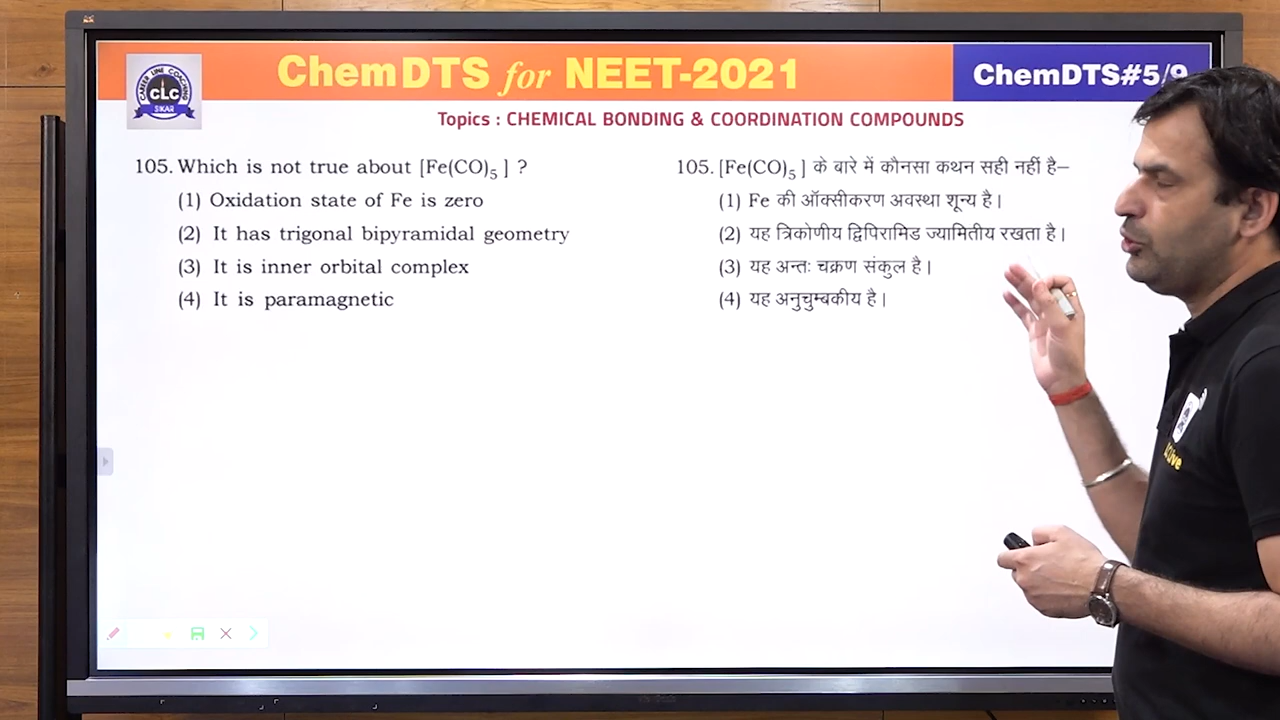 ChemDTS for NEET-2021
ChemDTS#5/9
CLC
SIKAR
Topics : CHEMICAL BONDING & COORDINATION COMPOUNDS
105. Which is not true about [Fe(CO)₅] ?
(1) Oxidation state of Fe is zero
(2) It has trigonal bipyramidal geometry
(3) It is inner orbital complex
(4) It is paramagnetic
105. [Fe(CO)₅] के बारे में कौनसा कथन सही नहीं है–
(1) Fe की ऑक्सीकरण अवस्था शून्य है।
(2) यह त्रिकोणीय द्विपिरामिड ज्यामितीय रखता है।
(3) यह अन्तः चक्रण संकुल है।
(4) यह अनुचुम्बकीय है।